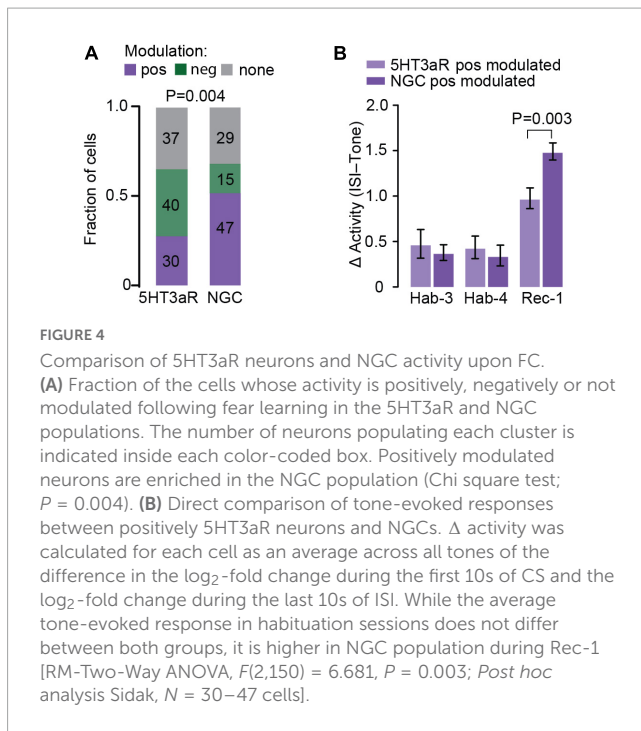 A
Modulation:
pos neg none
P=0.004
Fraction of cells
1.0
0.5
0
37
40
30
29
15
47
5HT3aR NGC
B
5HT3aR pos modulated
NGC pos modulated
Δ Activity (ISI–Tone)
2.0
1.5
1.0
0.5
0
P=0.003
Hab-3 Hab-4 Rec-1
FIGURE 4
Comparison of 5HT3aR neurons and NGC activity upon FC.
(A) Fraction of the cells whose activity is positively, negatively or not
modulated following fear learning in the 5HT3aR and NGC
populations. The number of neurons populating each cluster is
indicated inside each color-coded box. Positively modulated
neurons are enriched in the NGC population (Chi square test;
P = 0.004). (B) Direct comparison of tone-evoked responses
between positively 5HT3aR neurons and NGCs. Δ activity was
calculated for each cell as an average across all tones of the
difference in the log₂-fold change during the first 10s of CS and the
log₂-fold change during the last 10s of ISI. While the average
tone-evoked response in habituation sessions does not differ
between both groups, it is higher in NGC population during Rec-1
[RM-Two-Way ANOVA, F(2,150) = 6.681, P = 0.003; Post hoc
analysis Sidak, N = 30–47 cells].